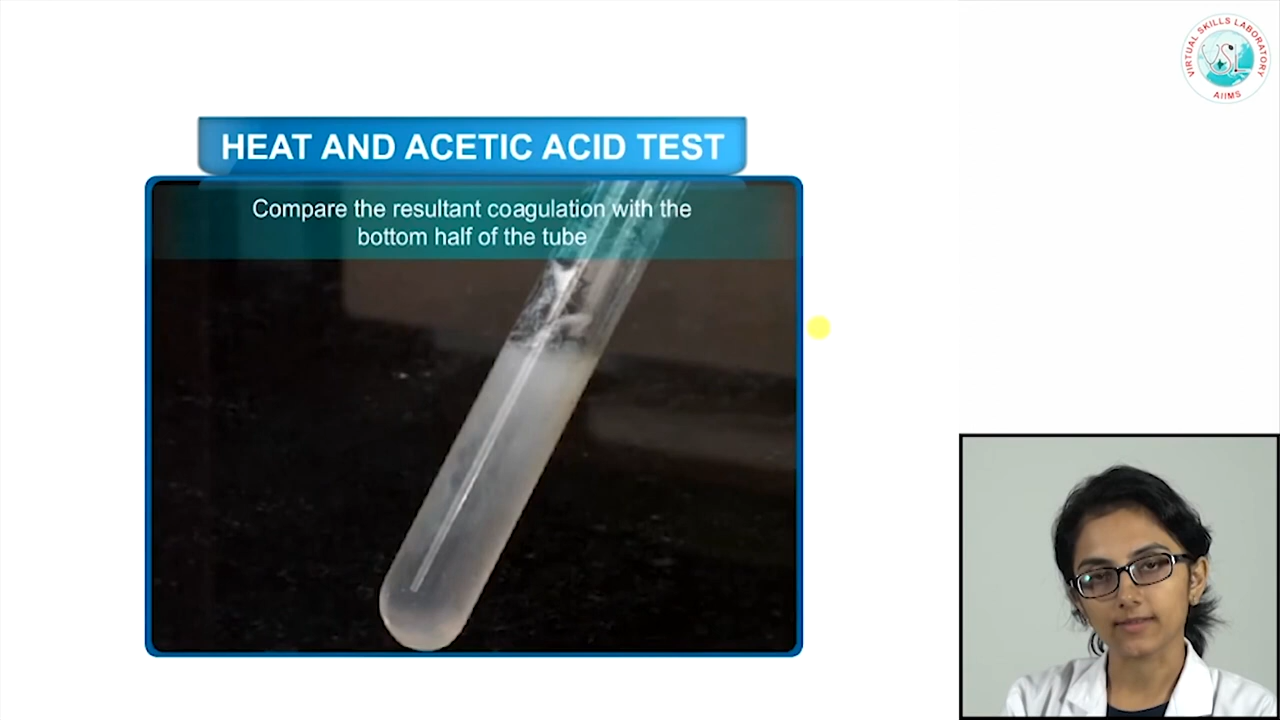 VIRTUAL SKILLS LABORATORY
VSL
AIIMS
HEAT AND ACETIC ACID TEST
Compare the resultant coagulation with the
bottom half of the tube